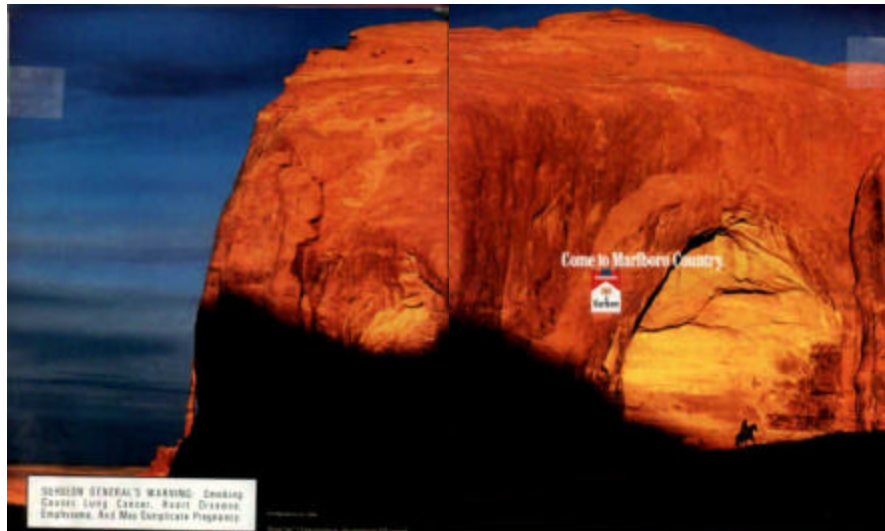 Come to Marlboro Country.
Marlboro
SURGEON GENERAL'S WARNING: Smoking
Causes Lung Cancer, Heart Disease,
Emphysema, And May Complicate Pregnancy.